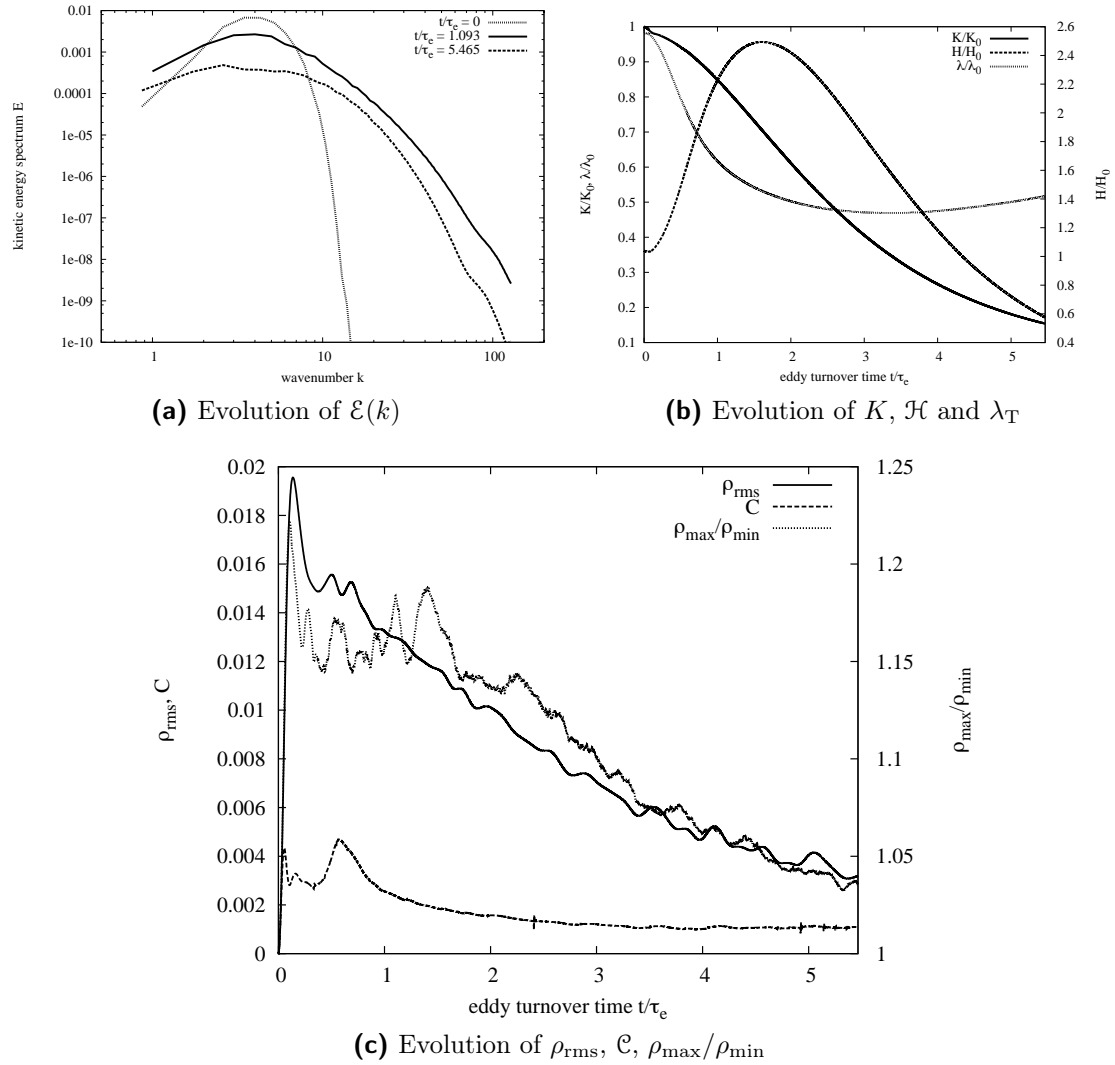 0.01
0.001
0.0001
1e-05
1e-06
1e-07
1e-08
1e-09
1e-10
kinetic energy spectrum E
1 10 100
wavenumber k
t/τe = 0
t/τe = 1.093
t/τe = 5.465
(a) Evolution of ℰ(k)
1
0.9
0.8
0.7
0.6
0.5
0.4
0.3
0.2
0.1
K/K0, λ/λ0
0 1 2 3 4 5
eddy turnover time t/τe
K/K0
H/H0
λ/λ0
2.6
2.4
2.2
2
1.8
1.6
1.4
1.2
1
0.8
0.6
0.4
H/H0
(b) Evolution of K, ℋ and λT
0.02
0.018
0.016
0.014
0.012
0.01
0.008
0.006
0.004
0.002
0
ρrms, C
0 1 2 3 4 5
eddy turnover time t/τe
ρrms
C
ρmax/ρmin
1.25
1.2
1.15
1.1
1.05
1
ρmax/ρmin
(c) Evolution of ρrms, 𝒞, ρmax/ρmin